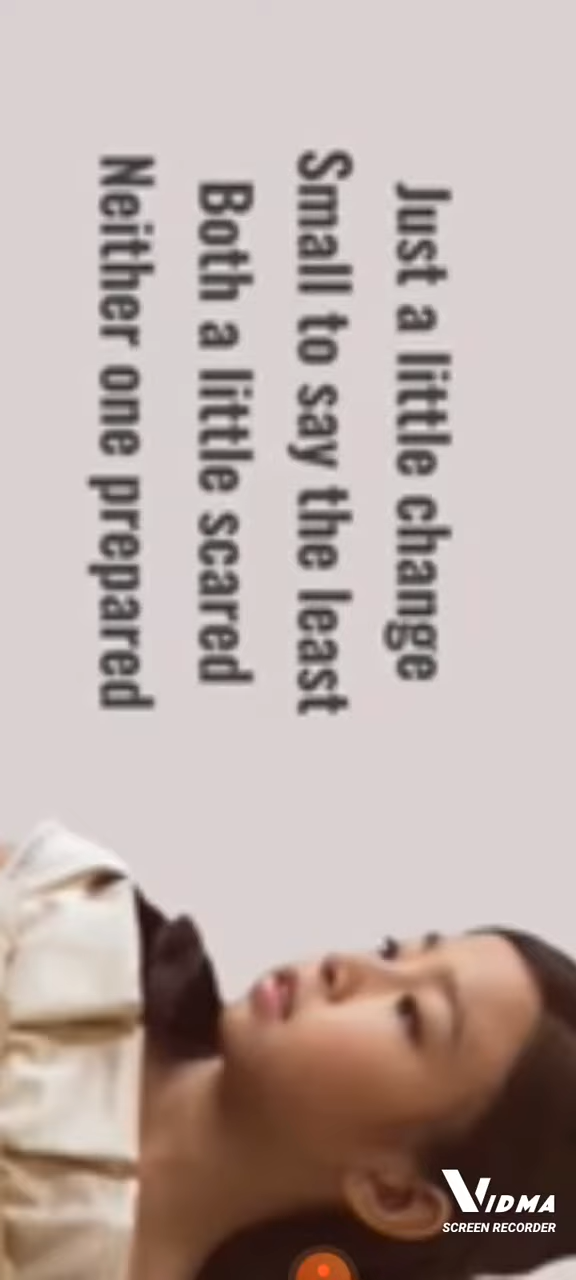 Just a little change
Small to say the least
Both a little scared
Neither one prepared
VIDMA
SCREEN RECORDER